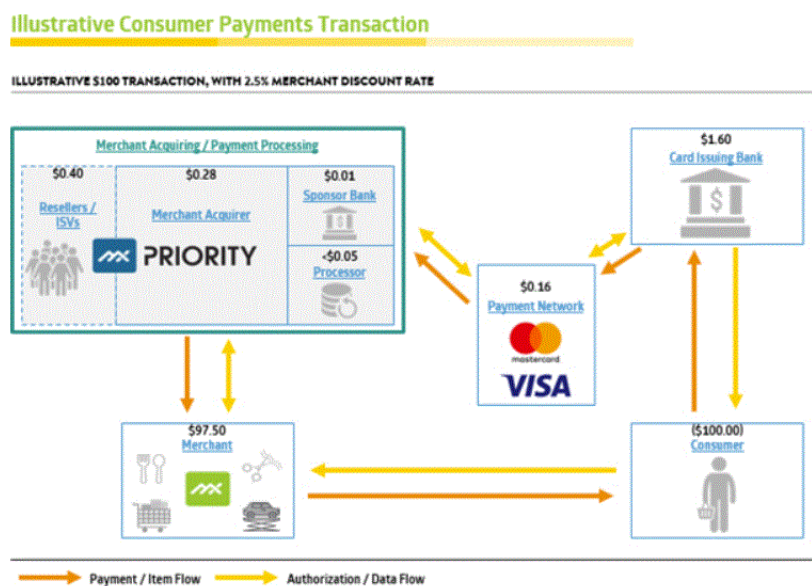 Illustrative Consumer Payments Transaction
ILLUSTRATIVE $100 TRANSACTION, WITH 2.5% MERCHANT DISCOUNT RATE
Merchant Acquiring / Payment Processing
$0.40
Resellers /
ISVs
$0.28
Merchant Acquirer
PRIORITY
$0.01
Sponsor Bank
<$0.05
Processor
$1.60
Card Issuing Bank
$0.16
Payment Network
mastercard
VISA
$97.50
Merchant
($100.00)
Consumer
Payment / Item Flow
Authorization / Data Flow